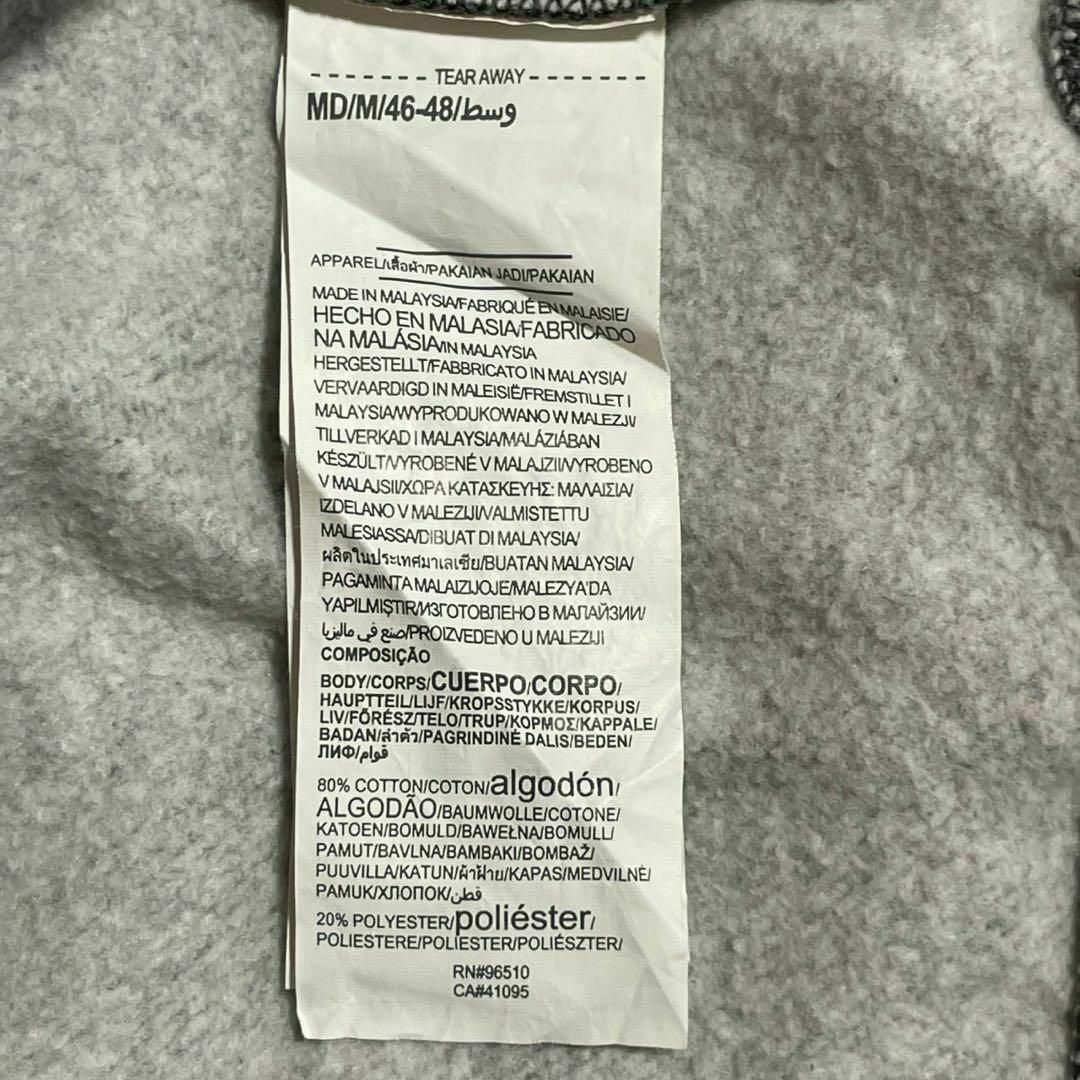 - - - - - - - - TEAR AWAY - - - - - - - -
MD/M/46-48/وسط
APPAREL/เสื้อผ้า/PAKAIAN JADI/PAKAIAN
MADE IN MALAYSIA/FABRIQUÉ EN MALAISIE/
HECHO EN MALASIA/FABRICADO
NA MALÁSIA/IN MALAYSIA
HERGESTELLT/FABBRICATO IN MALAYSIA/
VERVAARDIGD IN MALEISIË/FREMSTILLET I
MALAYSIA/WYPRODUKOWANO W MALEZJI/
TILLVERKAD I MALAYSIA/MALÁZIÁBAN
KÉSZÜLT/VYROBENÉ V MALAJZII/VYROBENO
V MALAJSII/ΧΩΡΑ ΚΑΤΑΣΚΕΥΗΣ: ΜΑΛΑΙΣΙΑ/
IZDELANO V MALEZIJI/VALMISTETTU
MALESIASSA/DIBUAT DI MALAYSIA/
ผลิตในประเทศมาเลเซีย/BUATAN MALAYSIA/
PAGAMINTA MALAIZIJOJE/MALEZYA'DA
YAPILMIŞTIR/ИЗГОТОВЛЕНО В МАЛАЙЗИИ/
صنع في ماليزيا/PROIZVEDENO U MALEZIJI
COMPOSIÇÃO
BODY/CORPS/CUERPO/CORPO/
HAUPTTEIL/LIJF/KROPSSTYKKE/KORPUS/
LIV/FŐRÉSZ/TELO/TRUP/ΚΟΡΜΟΣ/KAPPALE/
BADAN/ลำตัว/PAGRINDINĖ DALIS/BEDEN/
ЛИФ/قوام
80% COTTON/COTON/algodón/
ALGODÃO/BAUMWOLLE/COTONE/
KATOEN/BOMULD/BAWEŁNA/BOMULL/
PAMUT/BAVLNA/BAMBAKI/BOMBAŽ/
PUUVILLA/KATUN/ผ้าฝ้าย/KAPAS/MEDVILNĖ/
PAMUK/ХЛОПОК/قطن
20% POLYESTER/poliéster/
POLIESTERE/POLIESTER/POLIÉSZTER/
RN#96510
CA#41095